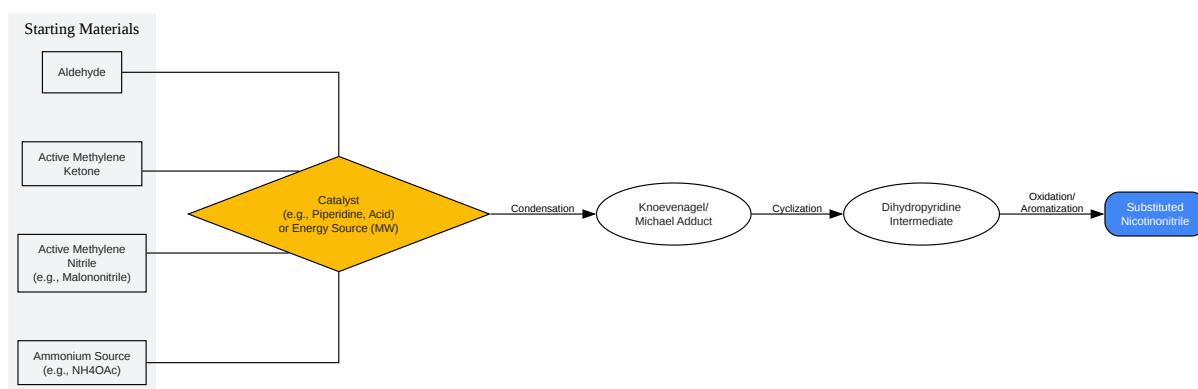 Starting Materials
Aldehyde
Active Methylene
Ketone
Active Methylene
Nitrile
(e.g., Malononitrile)
Ammonium Source
(e.g., NH4OAc)
Catalyst
(e.g., Piperidine, Acid)
or Energy Source (MW)
Condensation
Knoevenagel/
Michael Adduct
Cyclization
Dihydropyridine
Intermediate
Oxidation/
Aromatization
Substituted
Nicotinonitrile